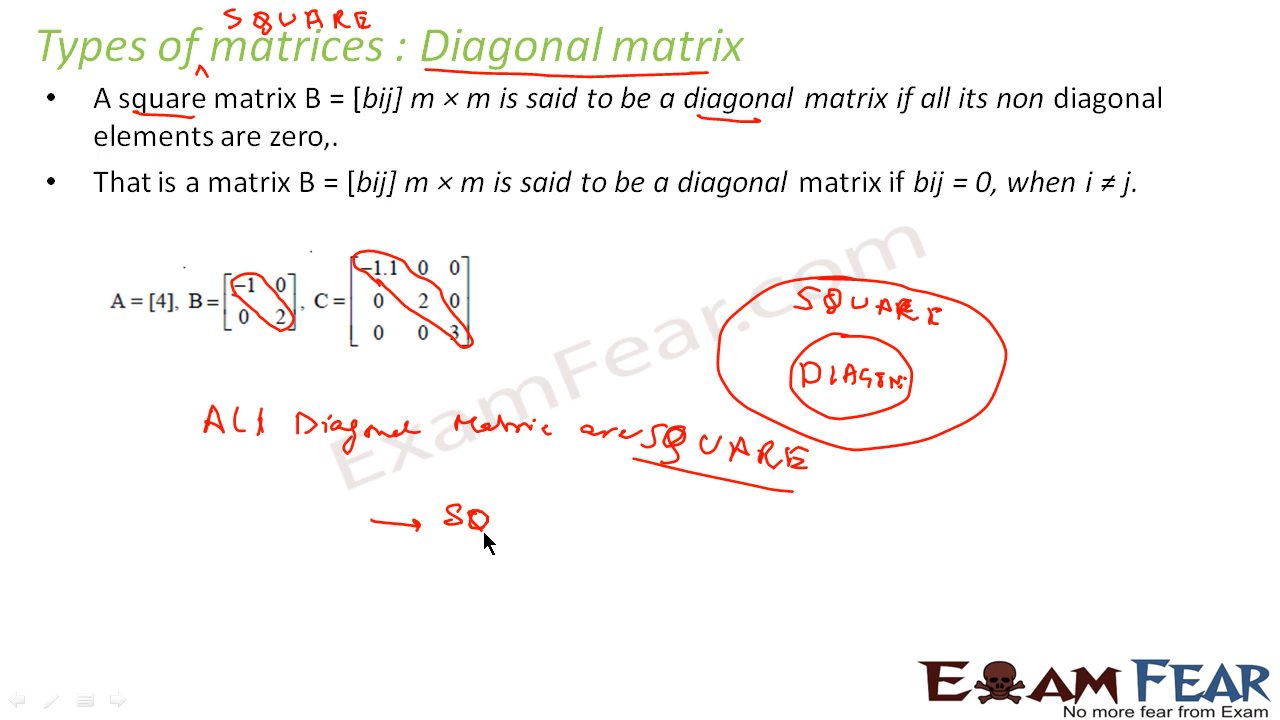 SQUARE
Types of ^ matrices : Diagonal matrix
• A square matrix B = [bij] m × m is said to be a diagonal matrix if all its non diagonal
elements are zero,.
• That is a matrix B = [bij] m × m is said to be a diagonal matrix if bij = 0, when i ≠ j.
A = [4], B = [−1 0
0 2], C = [−1.1 0 0
0 2 0
0 0 3]
SQUARE
DIAGON
All Diagonal Matric are SQUARE
→ SQ
ExamFear.com
EXAM FEAR
No more fear from Exam